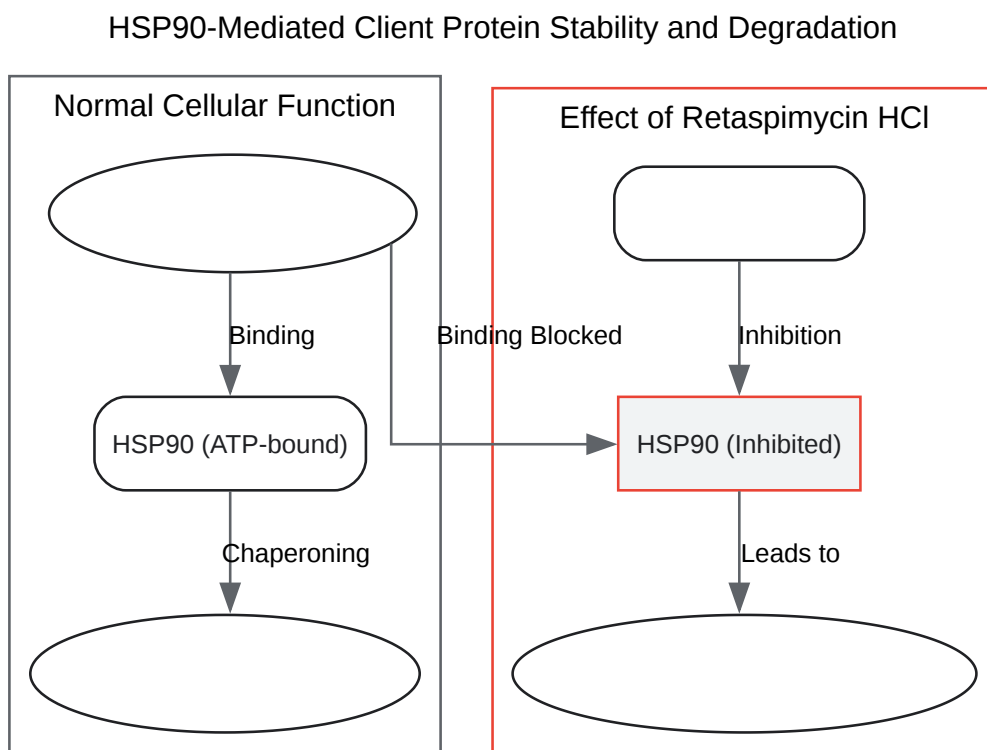 HSP90-Mediated Client Protein Stability and Degradation
Normal Cellular Function
Effect of Retaspimycin HCl
Binding
Binding Blocked
Inhibition
HSP90 (ATP-bound)
HSP90 (Inhibited)
Chaperoning
Leads to